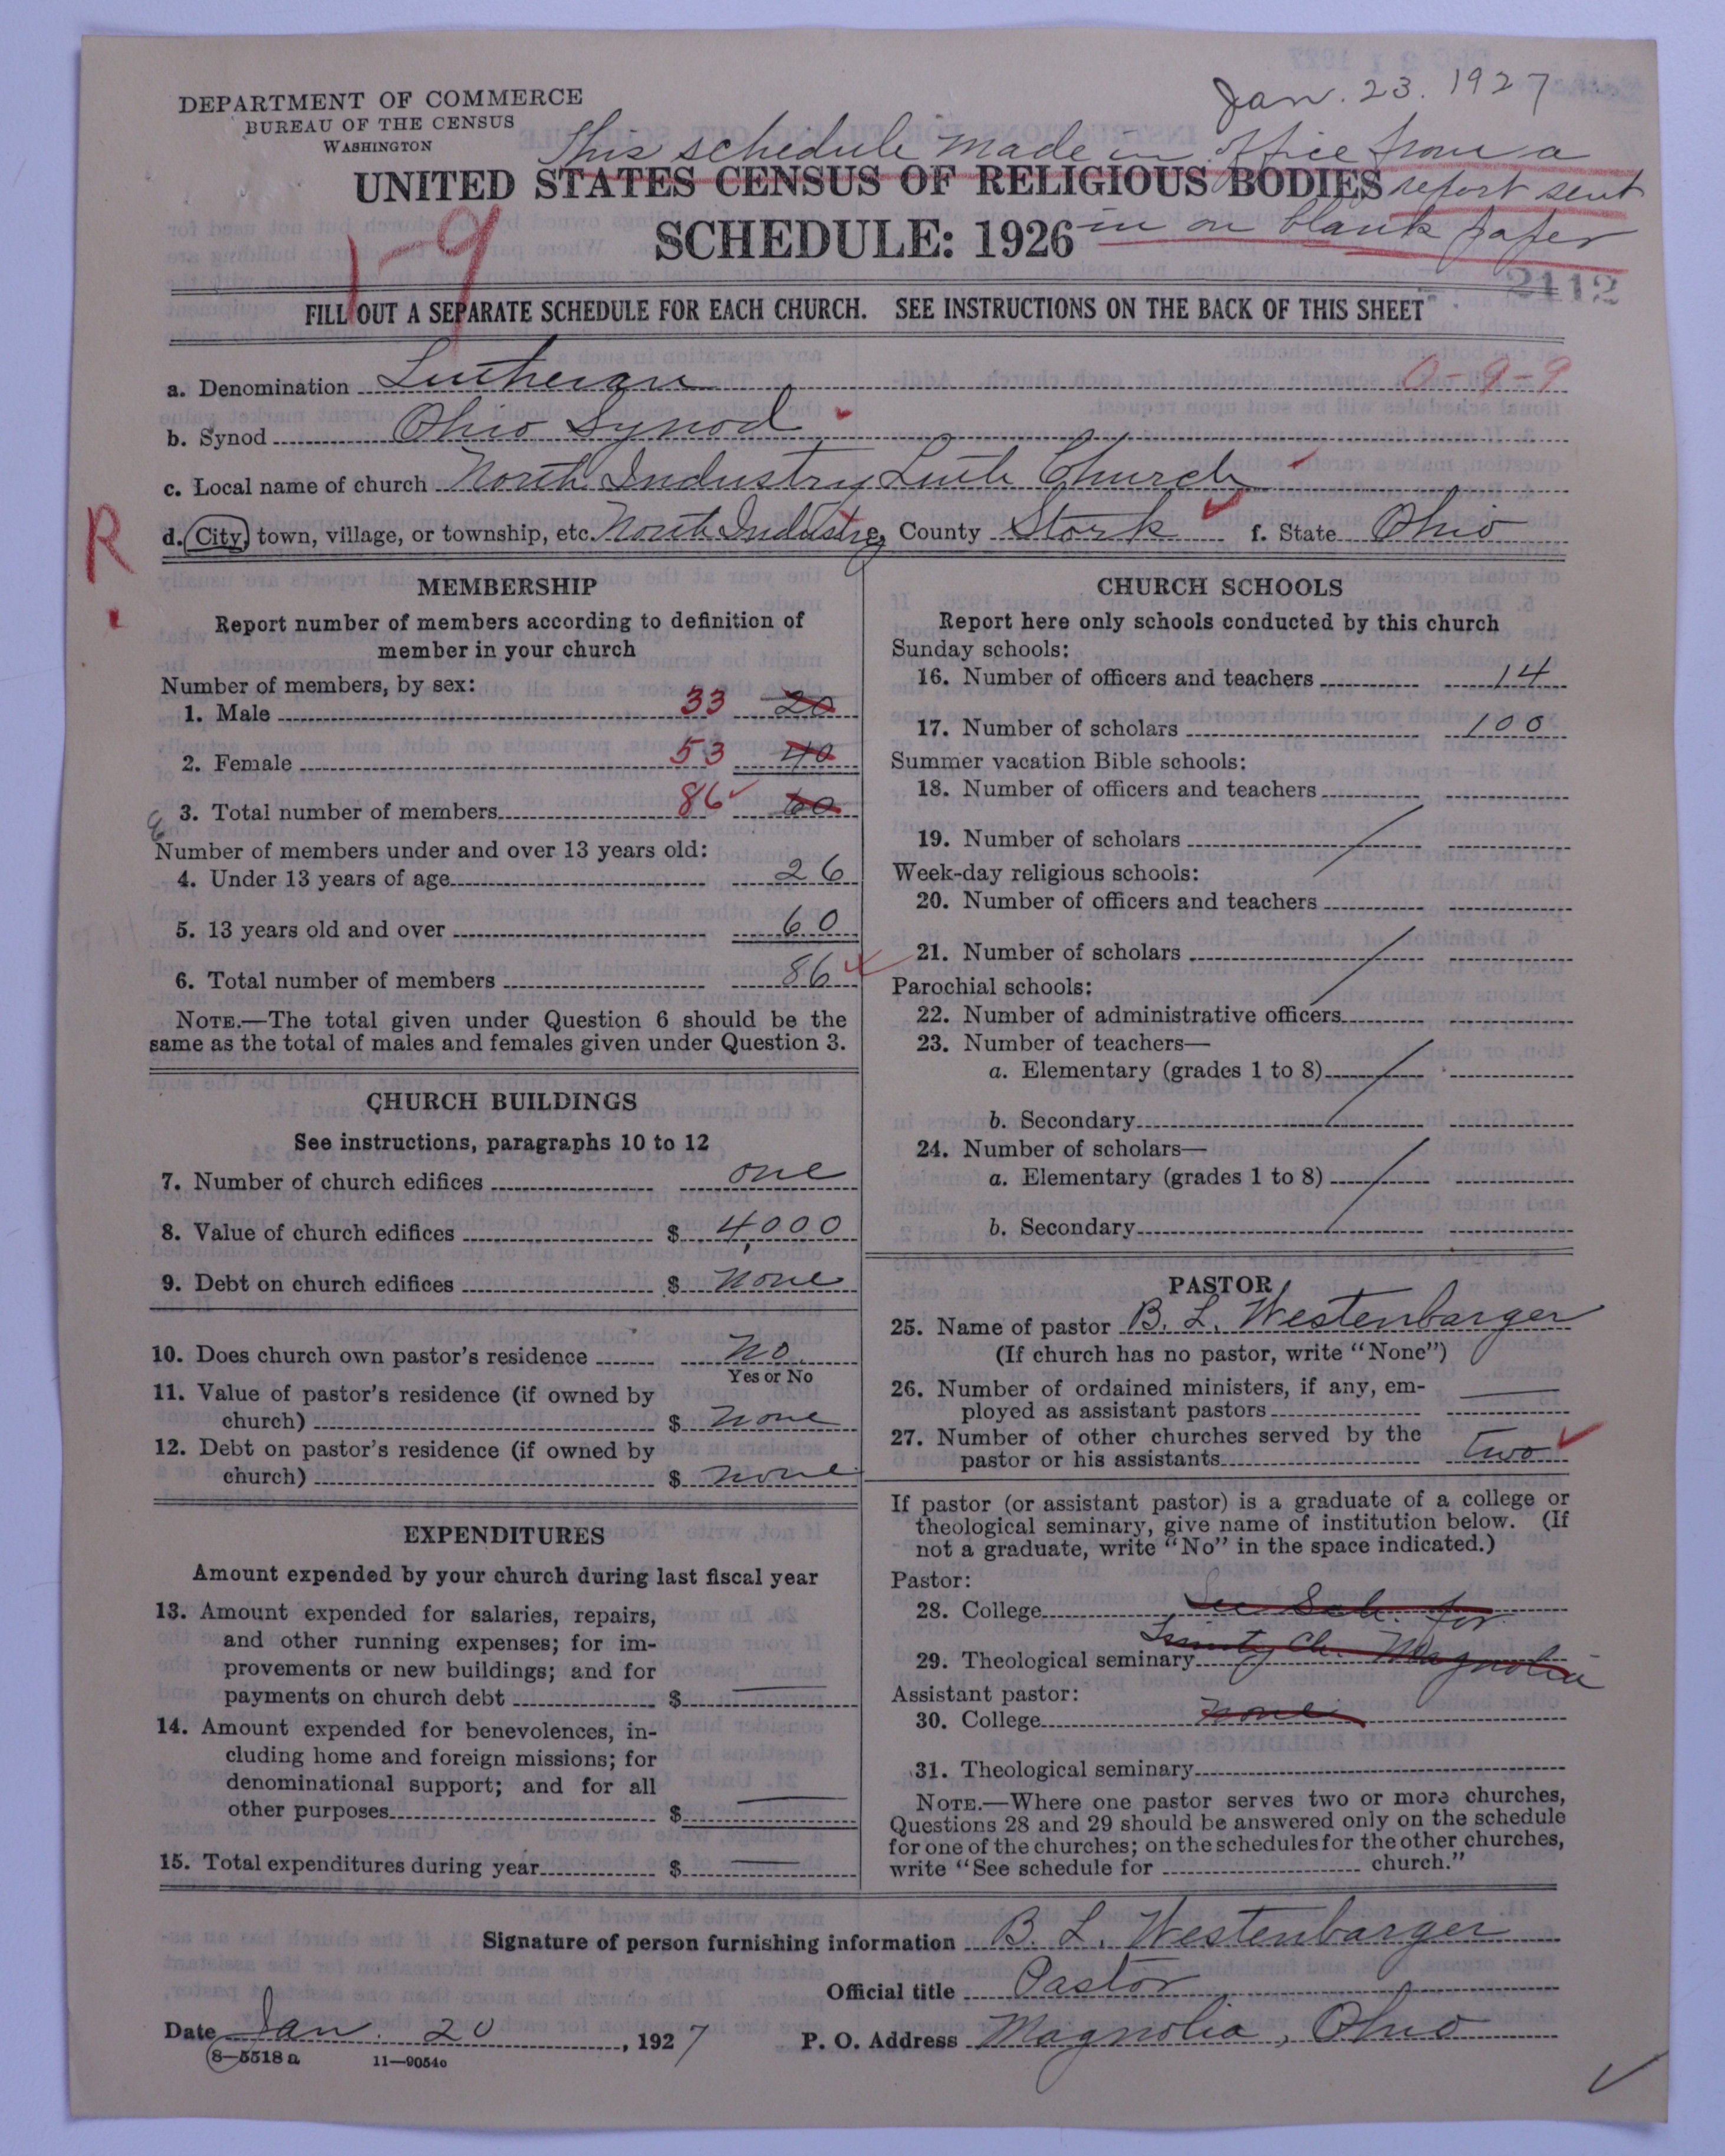 Jan. 23. 1927
DEPARTMENT OF COMMERCE
BUREAU OF THE CENSUS
WASHINGTON
This schedule made in office from a
report sent
in on blank paper
UNITED STATES CENSUS OF RELIGIOUS BODIES
SCHEDULE: 1926
1-9
2112
FILL OUT A SEPARATE SCHEDULE FOR EACH CHURCH. SEE INSTRUCTIONS ON THE BACK OF THIS SHEET
a. Denomination Lutheran 0-9-9
b. Synod Ohio Synod
c. Local name of church North Industry Luth Church
R
d. City, town, village, or township, etc. North Industry County Stark f. State Ohio
MEMBERSHIP
Report number of members according to definition of
member in your church
Number of members, by sex:
1. Male 33 20
2. Female 53 40
3. Total number of members 86 60
Number of members under and over 13 years old:
4. Under 13 years of age 26
5. 13 years old and over 60
6. Total number of members 86
NOTE.—The total given under Question 6 should be the
same as the total of males and females given under Question 3.
CHURCH BUILDINGS
See instructions, paragraphs 10 to 12
7. Number of church edifices one
8. Value of church edifices $ 4,000
9. Debt on church edifices $ none
10. Does church own pastor's residence No.
Yes or No
11. Value of pastor's residence (if owned by
church) $ none
12. Debt on pastor's residence (if owned by
church) $ none
EXPENDITURES
Amount expended by your church during last fiscal year
13. Amount expended for salaries, repairs,
and other running expenses; for im-
provements or new buildings; and for
payments on church debt $
14. Amount expended for benevolences, in-
cluding home and foreign missions; for
denominational support; and for all
other purposes $
15. Total expenditures during year $
CHURCH SCHOOLS
Report here only schools conducted by this church
Sunday schools:
16. Number of officers and teachers 14
17. Number of scholars 100
Summer vacation Bible schools:
18. Number of officers and teachers
19. Number of scholars
Week-day religious schools:
20. Number of officers and teachers
21. Number of scholars
Parochial schools:
22. Number of administrative officers
23. Number of teachers—
a. Elementary (grades 1 to 8)
b. Secondary
24. Number of scholars—
a. Elementary (grades 1 to 8)
b. Secondary
PASTOR
25. Name of pastor B. L. Westenbarger
(If church has no pastor, write "None")
26. Number of ordained ministers, if any, em-
ployed as assistant pastors
27. Number of other churches served by the
pastor or his assistants two
If pastor (or assistant pastor) is a graduate of a college or
theological seminary, give name of institution below. (If
not a graduate, write "No" in the space indicated.)
Pastor:
28. College See Sch. for
29. Theological seminary Trinity Ch. Magnolia
Assistant pastor:
30. College none
31. Theological seminary
NOTE.—Where one pastor serves two or more churches,
Questions 28 and 29 should be answered only on the schedule
for one of the churches; on the schedules for the other churches,
write "See schedule for church."
Signature of person furnishing information B. L. Westenbarger
Official title Pastor
Date Jan. 20, 1927 P. O. Address Magnolia, Ohio
8—5518 a 11—9054o